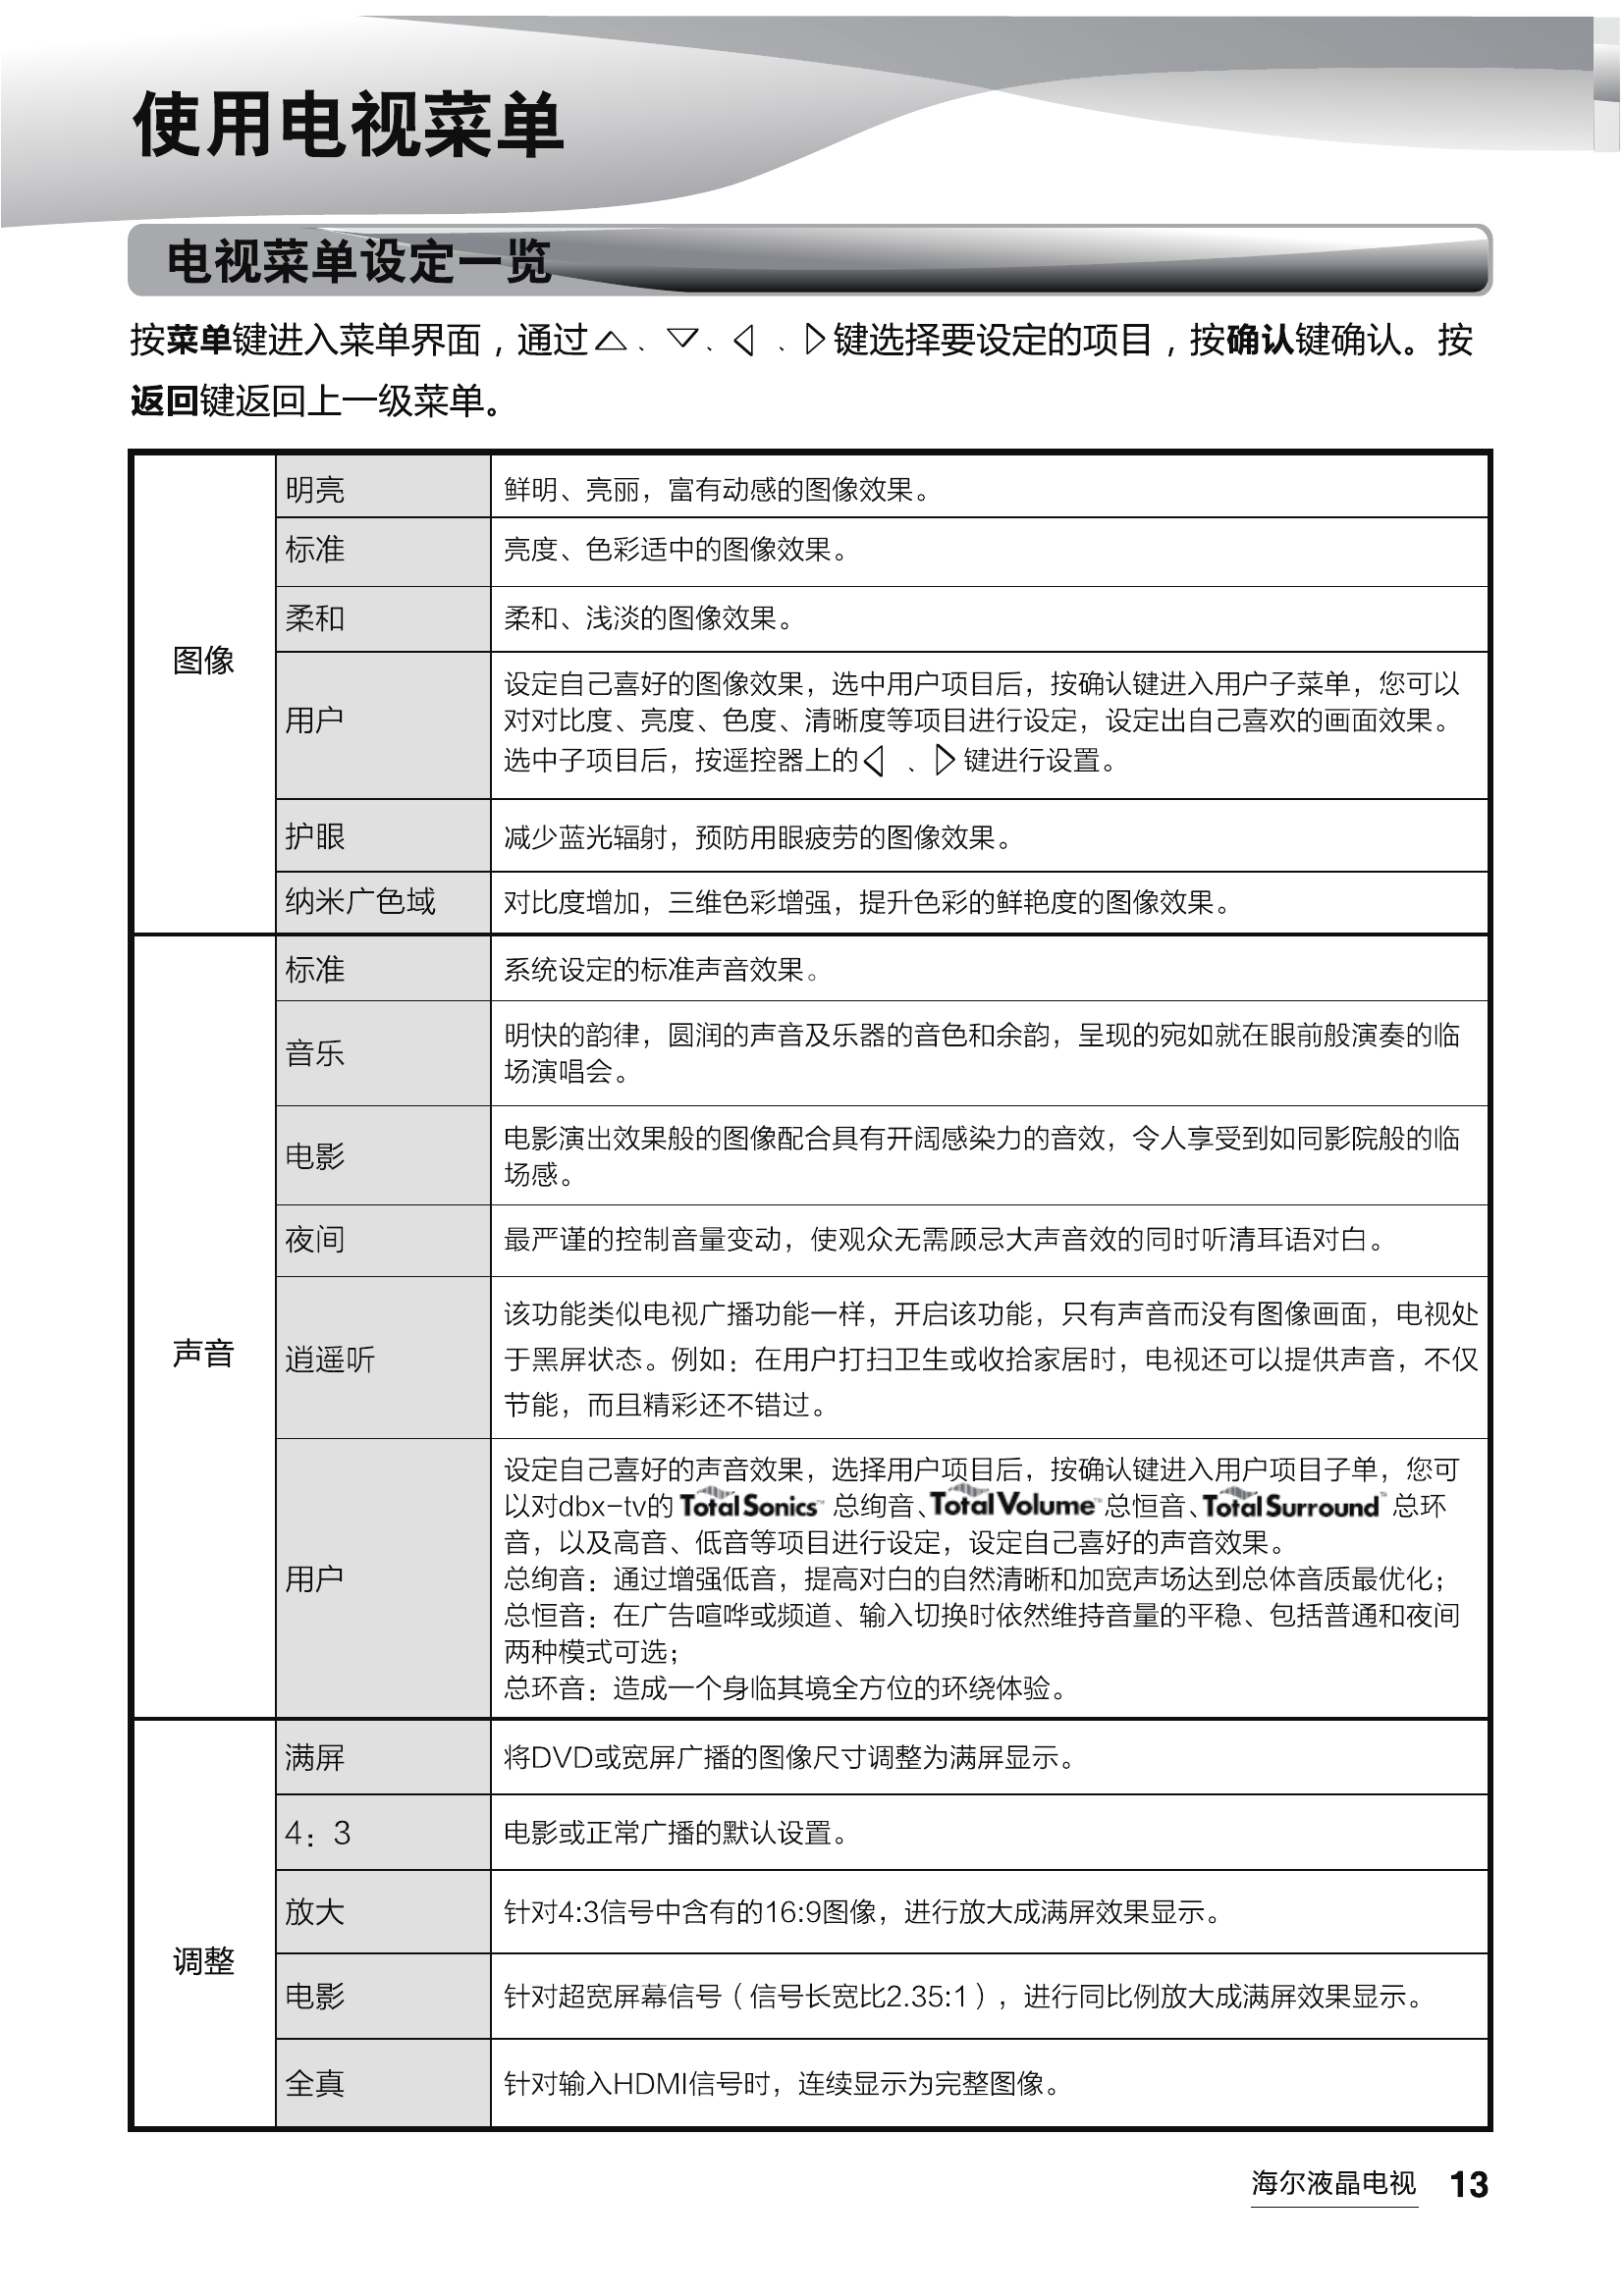 使用电视菜单
电视菜单设定一览
按菜单键进入菜单界面，通过△、▽、◁、▷键选择要设定的项目，按确认键确认。按
返回键返回上一级菜单。
图像
明亮
鲜明、亮丽，富有动感的图像效果。
标准
亮度、色彩适中的图像效果。
柔和
柔和、浅淡的图像效果。
用户
设定自己喜好的图像效果，选中用户项目后，按确认键进入用户子菜单，您可以
对对比度、亮度、色度、清晰度等项目进行设定，设定出自己喜欢的画面效果。
选中子项目后，按遥控器上的◁、▷键进行设置。
护眼
减少蓝光辐射，预防用眼疲劳的图像效果。
纳米广色域
对比度增加，三维色彩增强，提升色彩的鲜艳度的图像效果。
声音
标准
系统设定的标准声音效果。
音乐
明快的韵律，圆润的声音及乐器的音色和余韵，呈现的宛如就在眼前般演奏的临
场演唱会。
电影
电影演出效果般的图像配合具有开阔感染力的音效，令人享受到如同影院般的临
场感。
夜间
最严谨的控制音量变动，使观众无需顾忌大声音效的同时听清耳语对白。
逍遥听
该功能类似电视广播功能一样，开启该功能，只有声音而没有图像画面，电视处
于黑屏状态。例如：在用户打扫卫生或收拾家居时，电视还可以提供声音，不仅
节能，而且精彩还不错过。
用户
设定自己喜好的声音效果，选择用户项目后，按确认键进入用户项目子单，您可
以对dbx-tv的 Total Sonics™ 总绚音、Total Volume™ 总恒音、Total Surround™ 总环
音，以及高音、低音等项目进行设定，设定自己喜好的声音效果。
总绚音：通过增强低音，提高对白的自然清晰和加宽声场达到总体音质最优化；
总恒音：在广告喧哗或频道、输入切换时依然维持音量的平稳、包括普通和夜间
两种模式可选；
总环音：造成一个身临其境全方位的环绕体验。
调整
满屏
将DVD或宽屏广播的图像尺寸调整为满屏显示。
4：3
电影或正常广播的默认设置。
放大
针对4:3信号中含有的16:9图像，进行放大成满屏效果显示。
电影
针对超宽屏幕信号（信号长宽比2.35:1），进行同比例放大成满屏效果显示。
全真
针对输入HDMI信号时，连续显示为完整图像。
海尔液晶电视 13